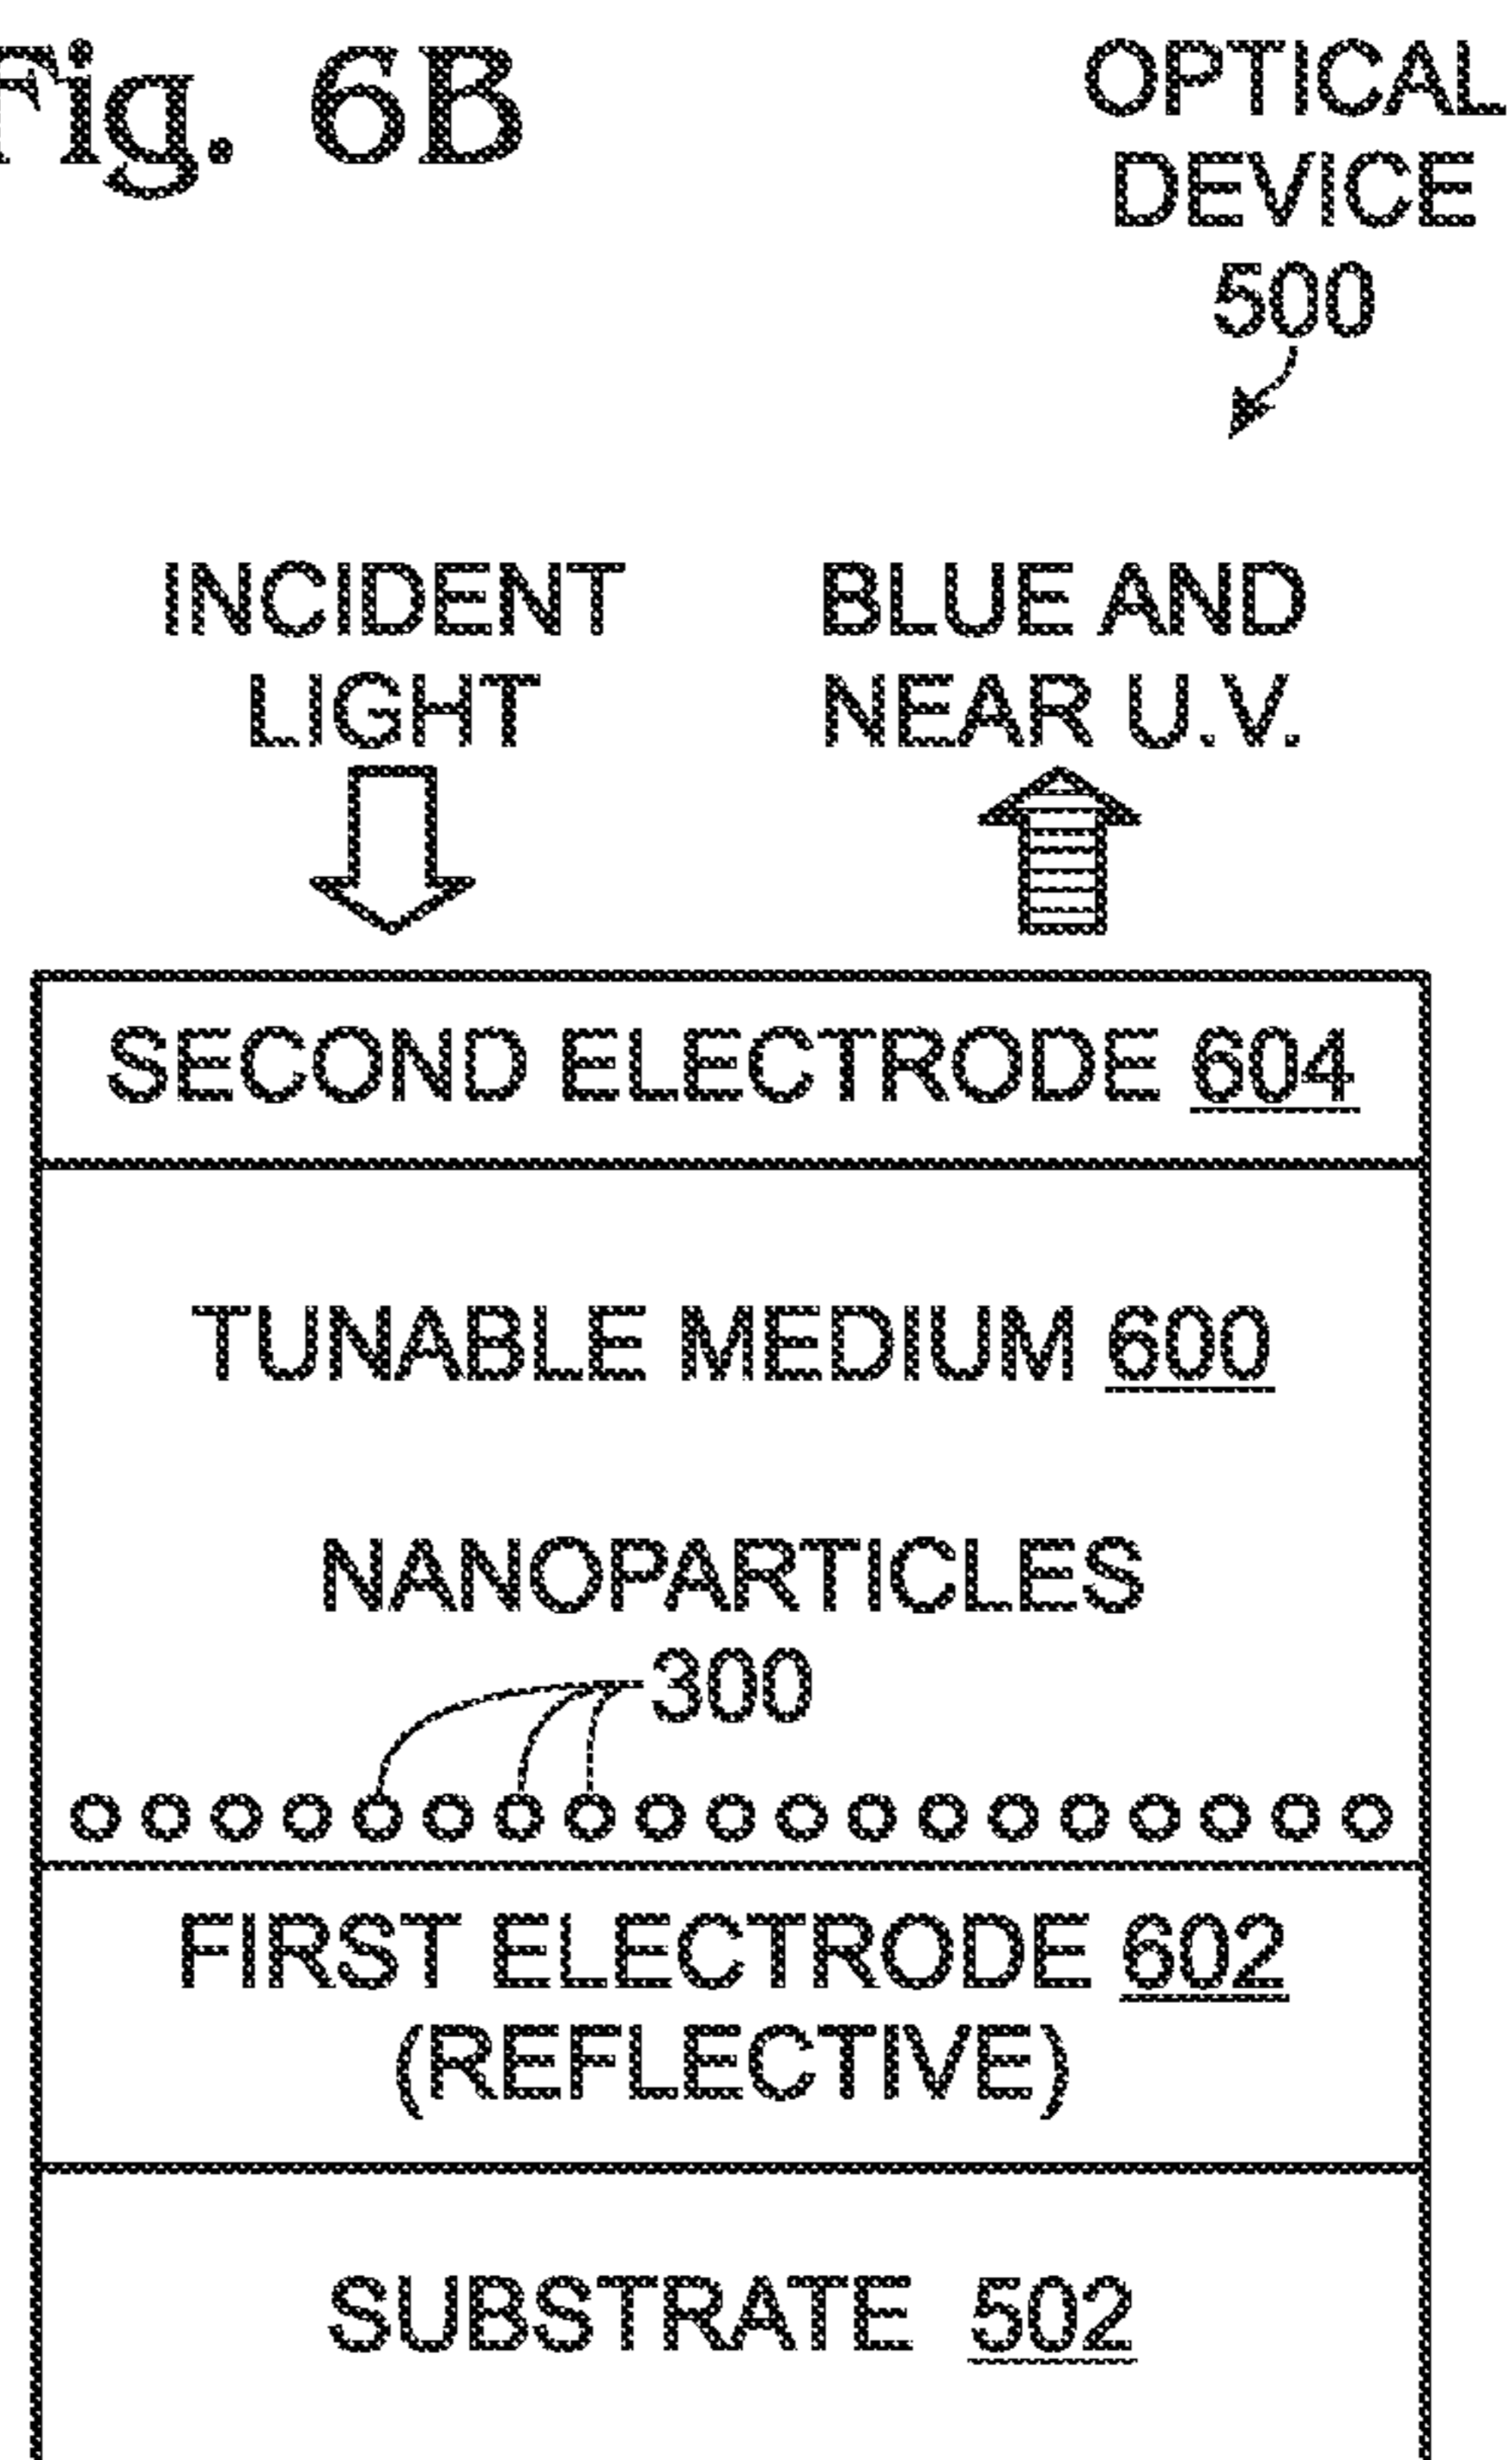 Fig. 6B
OPTICAL
DEVICE
500
INCIDENT
LIGHT
BLUE AND
NEAR U.V.
SECOND ELECTRODE 604
TUNABLE MEDIUM 600
NANOPARTICLES
300
FIRST ELECTRODE 602
(REFLECTIVE)
SUBSTRATE 502